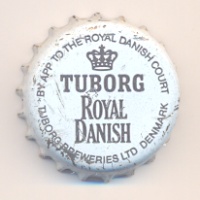 BY APP TO THE ROYAL DANISH COURT
TUBORG
ROYAL
DANISH
TUBORG BREWERIES LTD DENMARK